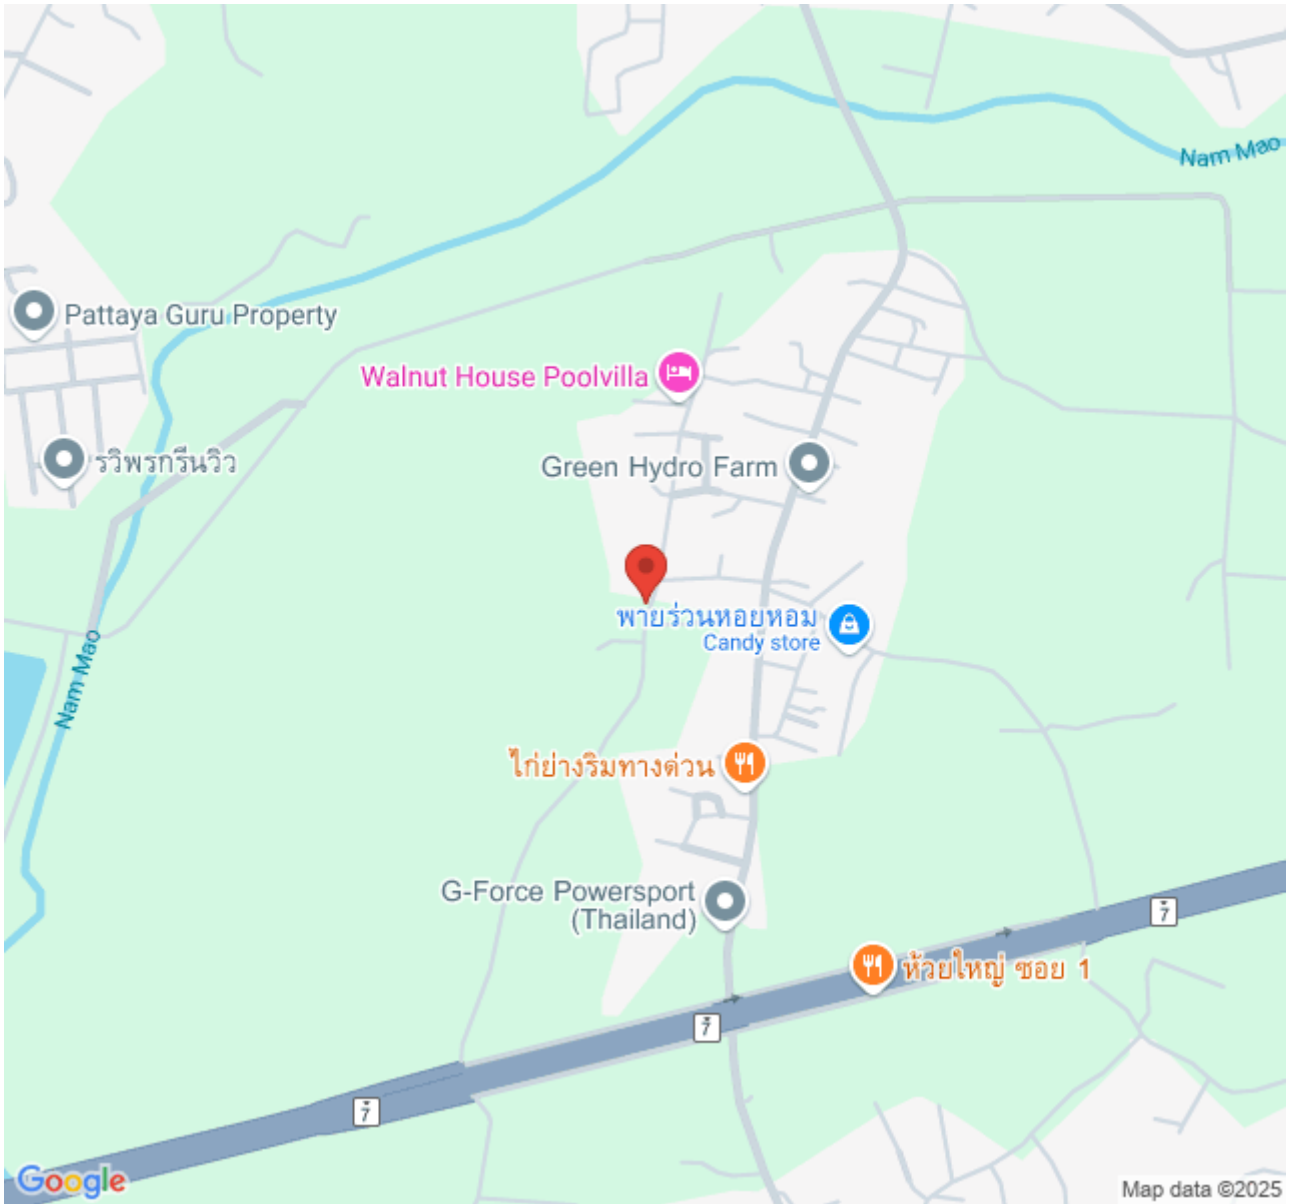 Nam Mao
Pattaya Guru Property
Walnut House Poolvilla
รวิพรกรีนวิว
Green Hydro Farm
พายร่วนหอยหอม
Candy store
Nam Mao
ไก่ย่างริมทางด่วน
G-Force Powersport
(Thailand)
7
ห้วยใหญ่ ซอย 1
7
7
Google
Map data ©2025